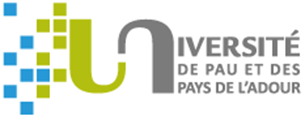 UNIVERSITÉ
DE PAU ET DES
PAYS DE L'ADOUR